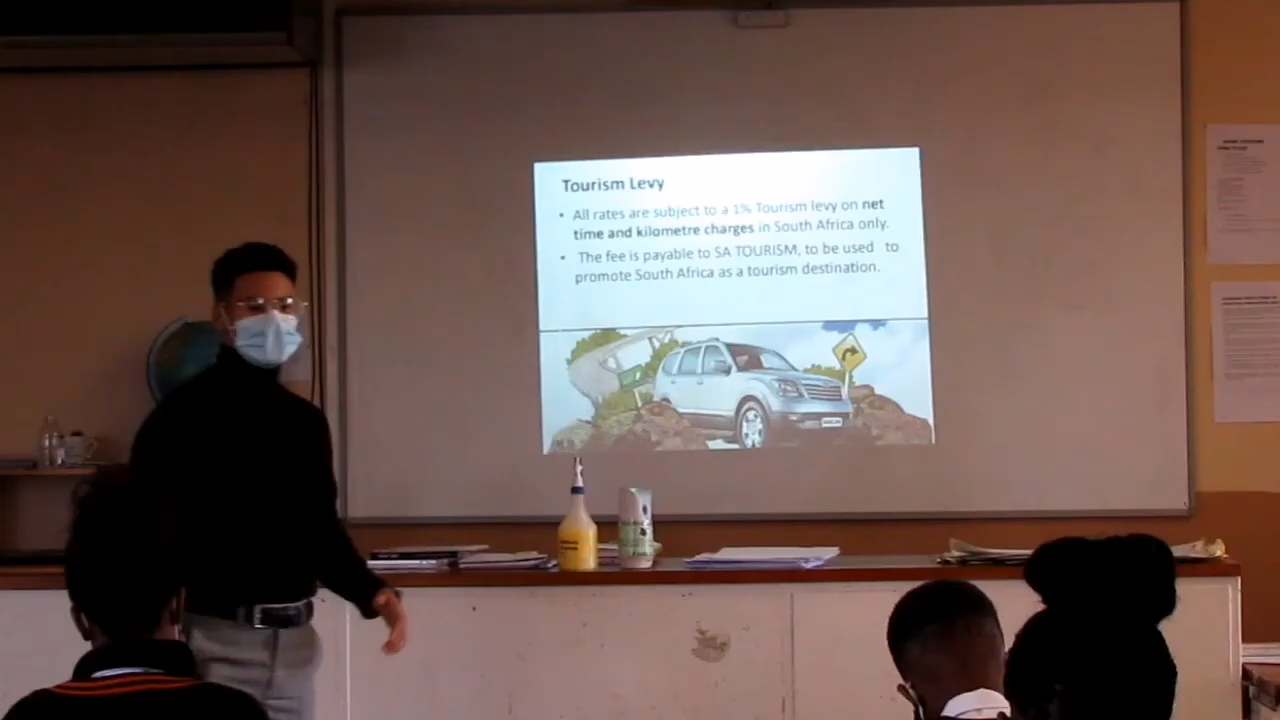 Tourism Levy
• All rates are subject to a 1% Tourism levy on net
time and kilometre charges in South Africa only.
• The fee is payable to SA TOURISM, to be used to
promote South Africa as a tourism destination.